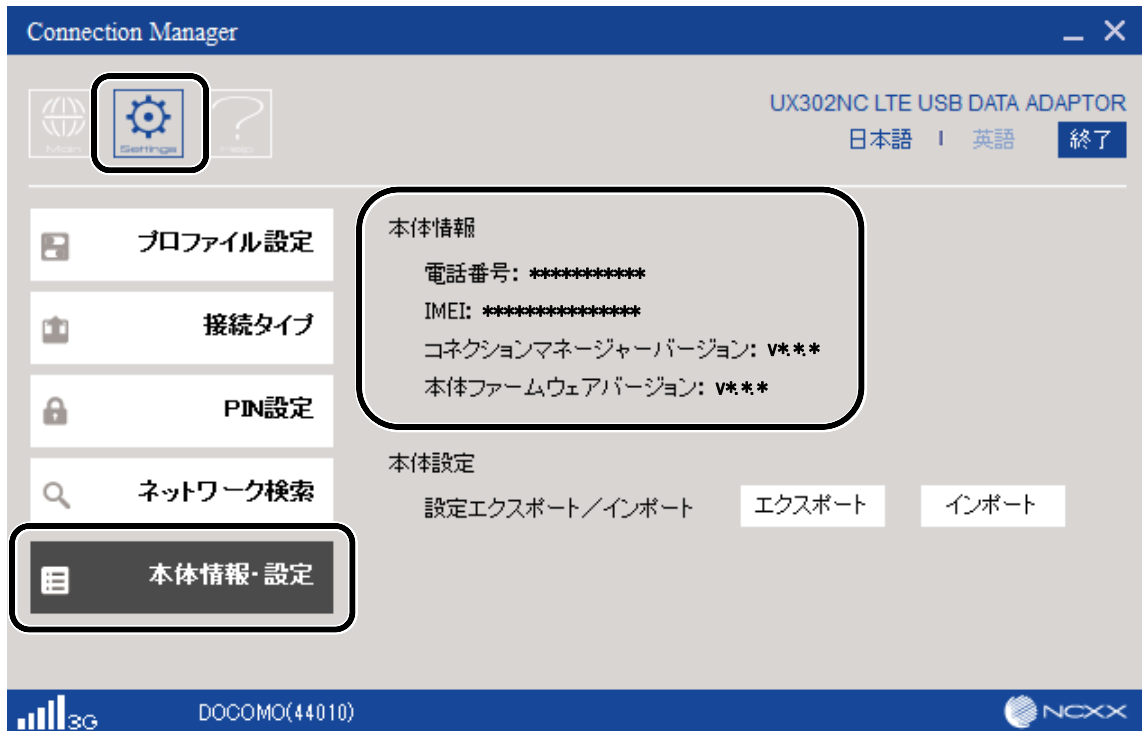 Connection Manager
Main
Settings
Help
UX302NC LTE USB DATA ADAPTOR
日本語 | 英語 終了
プロファイル設定
接続タイプ
PIN設定
ネットワーク検索
本体情報・設定
本体情報
電話番号: ***********
IMEI: ***************
コネクションマネージャーバージョン: v*.*.*
本体ファームウェアバージョン: v*.*.*
本体設定
設定エクスポート／インポート エクスポート インポート
3G DOCOMO(44010) NCXX